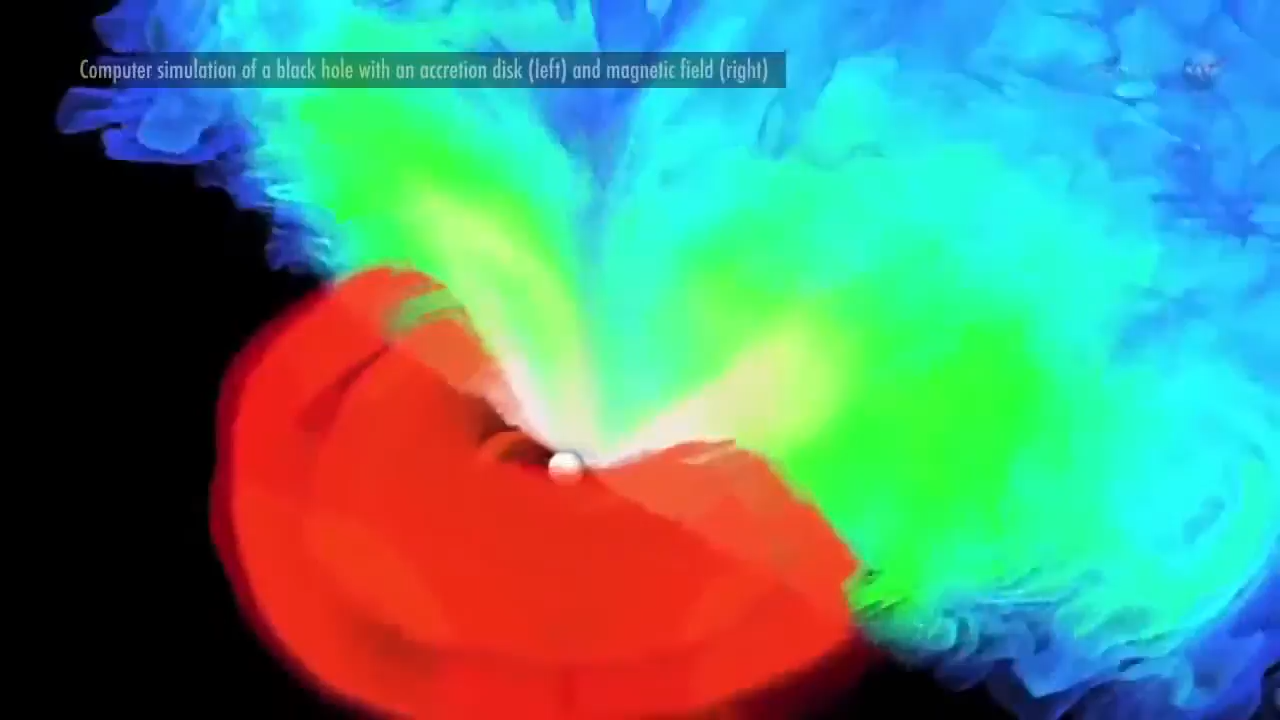 Computer simulation of a black hole with an accretion disk (left) and magnetic field (right)